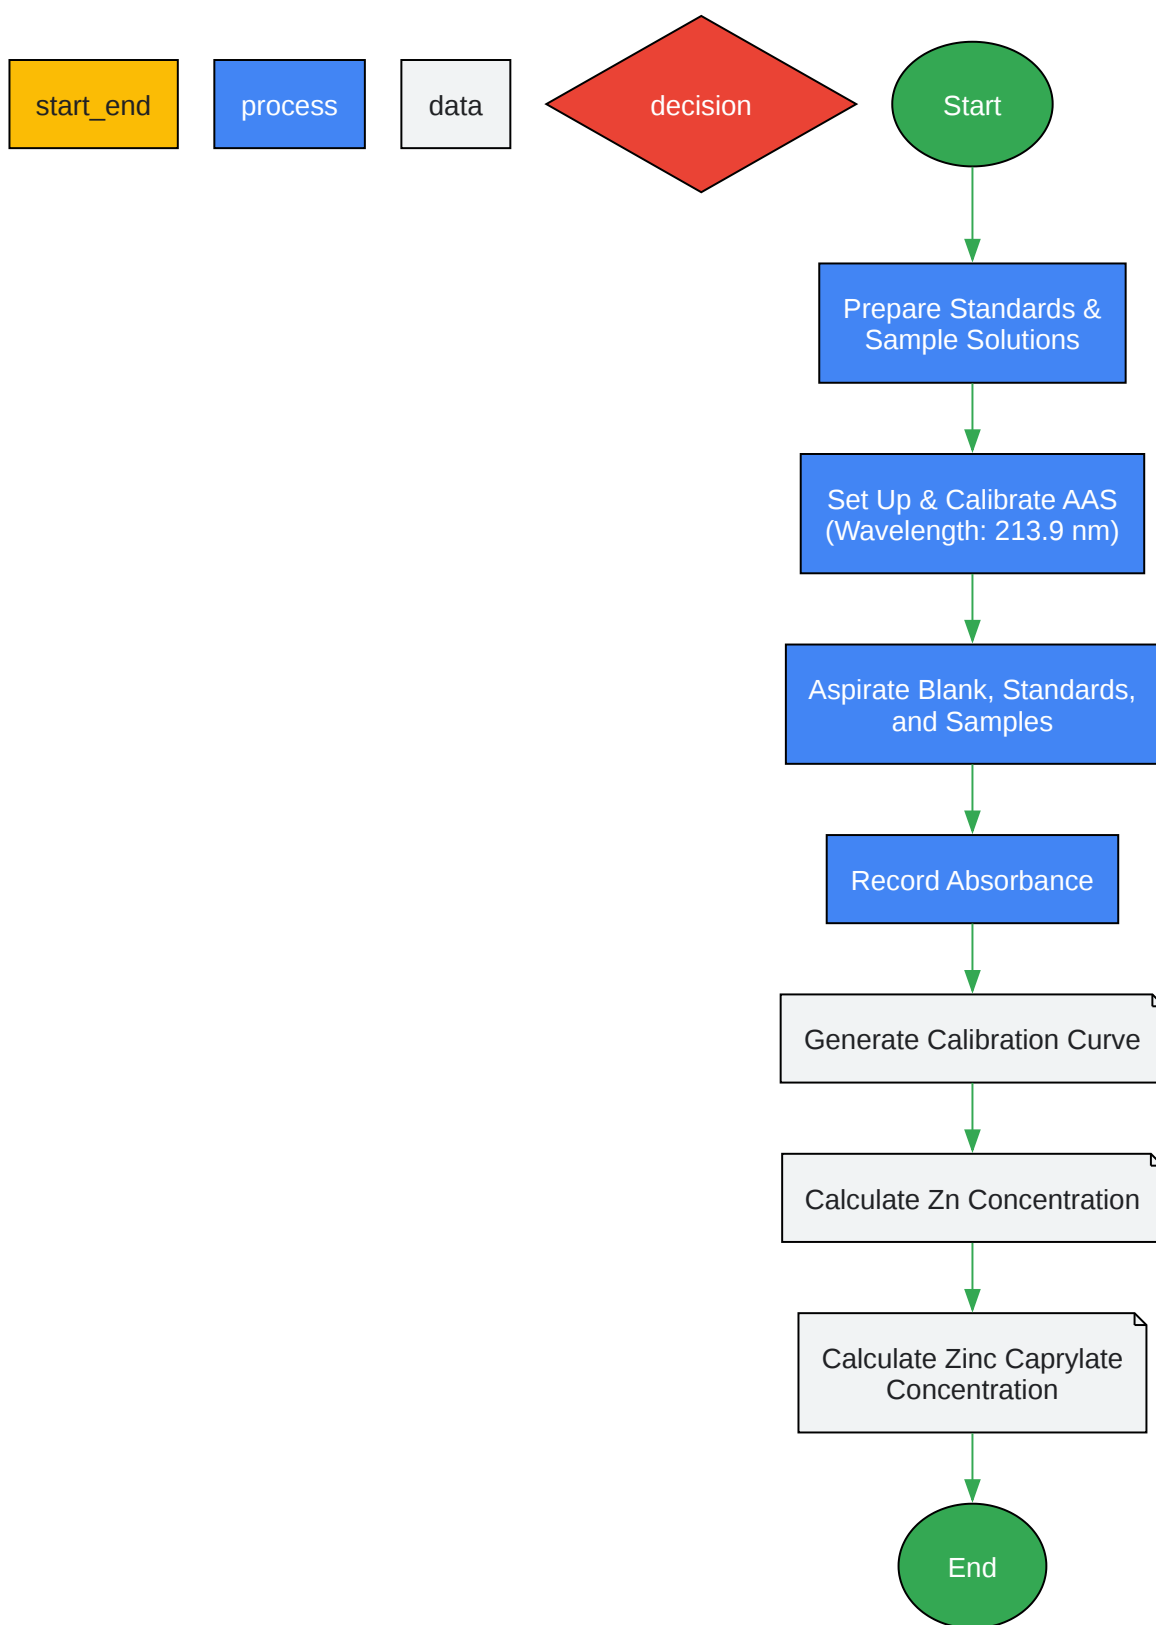 start_end
process
data
decision
Start
Prepare Standards &
Sample Solutions
Set Up & Calibrate AAS
(Wavelength: 213.9 nm)
Aspirate Blank, Standards,
and Samples
Record Absorbance
Generate Calibration Curve
Calculate Zn Concentration
Calculate Zinc Caprylate
Concentration
End